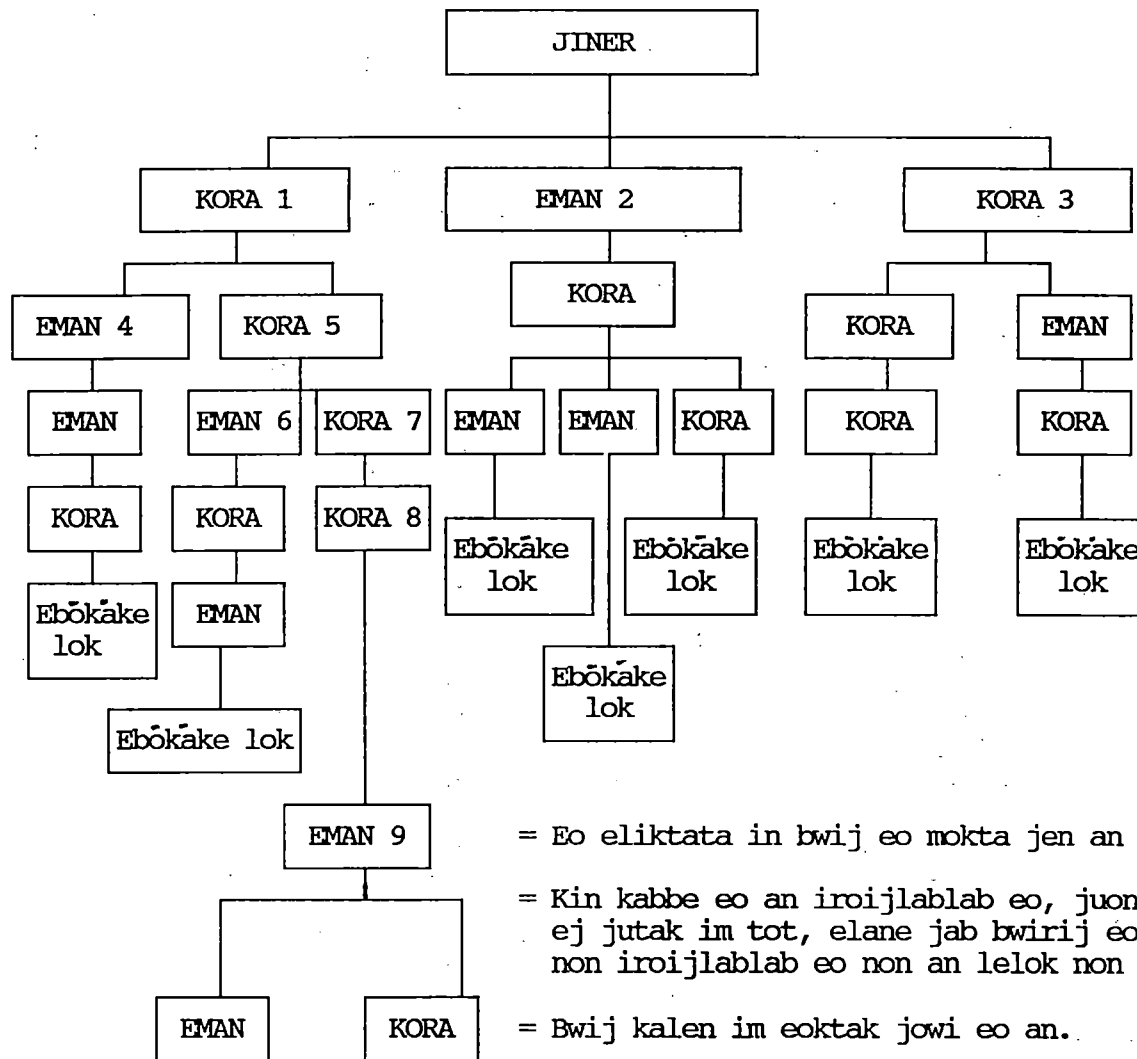 JINER
KORA 1 EMAN 2 KORA 3
KORA
EMAN 4 KORA 5 KORA EMAN
EMAN EMAN 6 KORA 7 EMAN EMAN KORA KORA KORA
KORA KORA KORA 8
Ebōkāke Ebōkāke Ebōkāke Ebōkāke
lok lok lok lok
Ebōkāke EMAN
lok
Ebōkāke
lok
Ebōkāke lok
EMAN 9 = Eo eliktata in bwij eo mokta jen an
= Kin kabbe eo an iroijlablab eo, juon
ej jutak im tot, elane jab bwirij eo
non iroijlablab eo non an lelok non
EMAN KORA = Bwij kalen im eoktak jowi eo an.